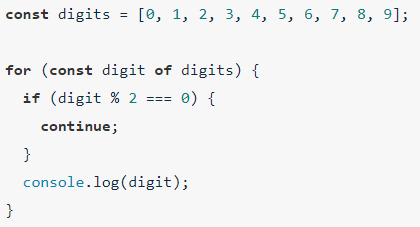 const digits = [0, 1, 2, 3, 4, 5, 6, 7, 8, 9];

for (const digit of digits) {
  if (digit % 2 === 0) {
    continue;
  }
  console.log(digit);
}